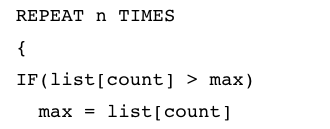 REPEAT n TIMES
{
IF(list[count] > max)
max = list[count]